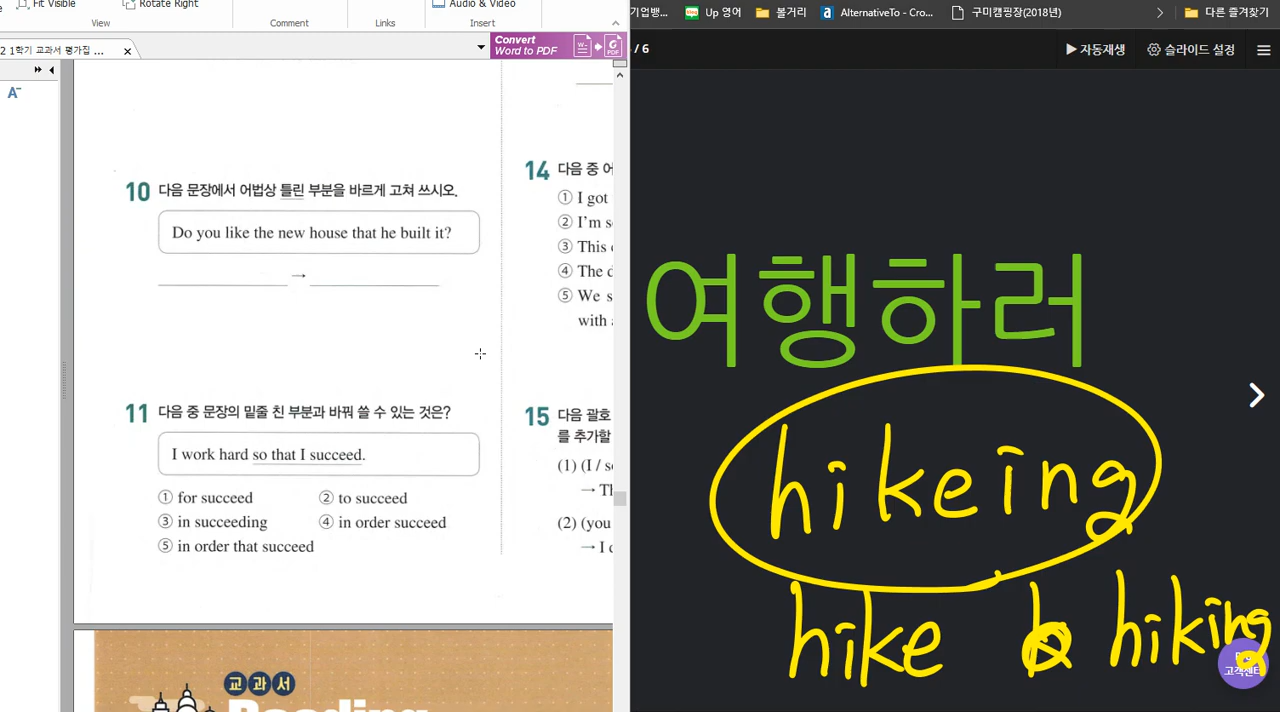 Fit Visible
Rotate Right
Audio & Video
View
Comment
Links
Insert
2 1학기 교과서 평가집 ...
Convert
Word to PDF
PDF
A
10 다음 문장에서 어법상 틀린 부분을 바르게 고쳐 쓰시오.
Do you like the new house that he built it?
→
11 다음 중 문장의 밑줄 친 부분과 바꿔 쓸 수 있는 것은?
I work hard so that I succeed.
① for succeed ② to succeed
③ in succeeding ④ in order succeed
⑤ in order that succeed
14 다음 중 어
① I got
② I'm s
③ This
④ The d
⑤ We s
with a
15 다음 괄호
를 추가할
(1) (I / s
→ Th
(2) (you
→ I c
교과서
Reading
기업뱅...
Up 영어
볼거리
AlternativeTo - Cro...
구미캠핑장(2018년)
다른 즐겨찾기
/ 6
자동재생
슬라이드 설정
여행하러
hikeing
hike hiking
고객센터